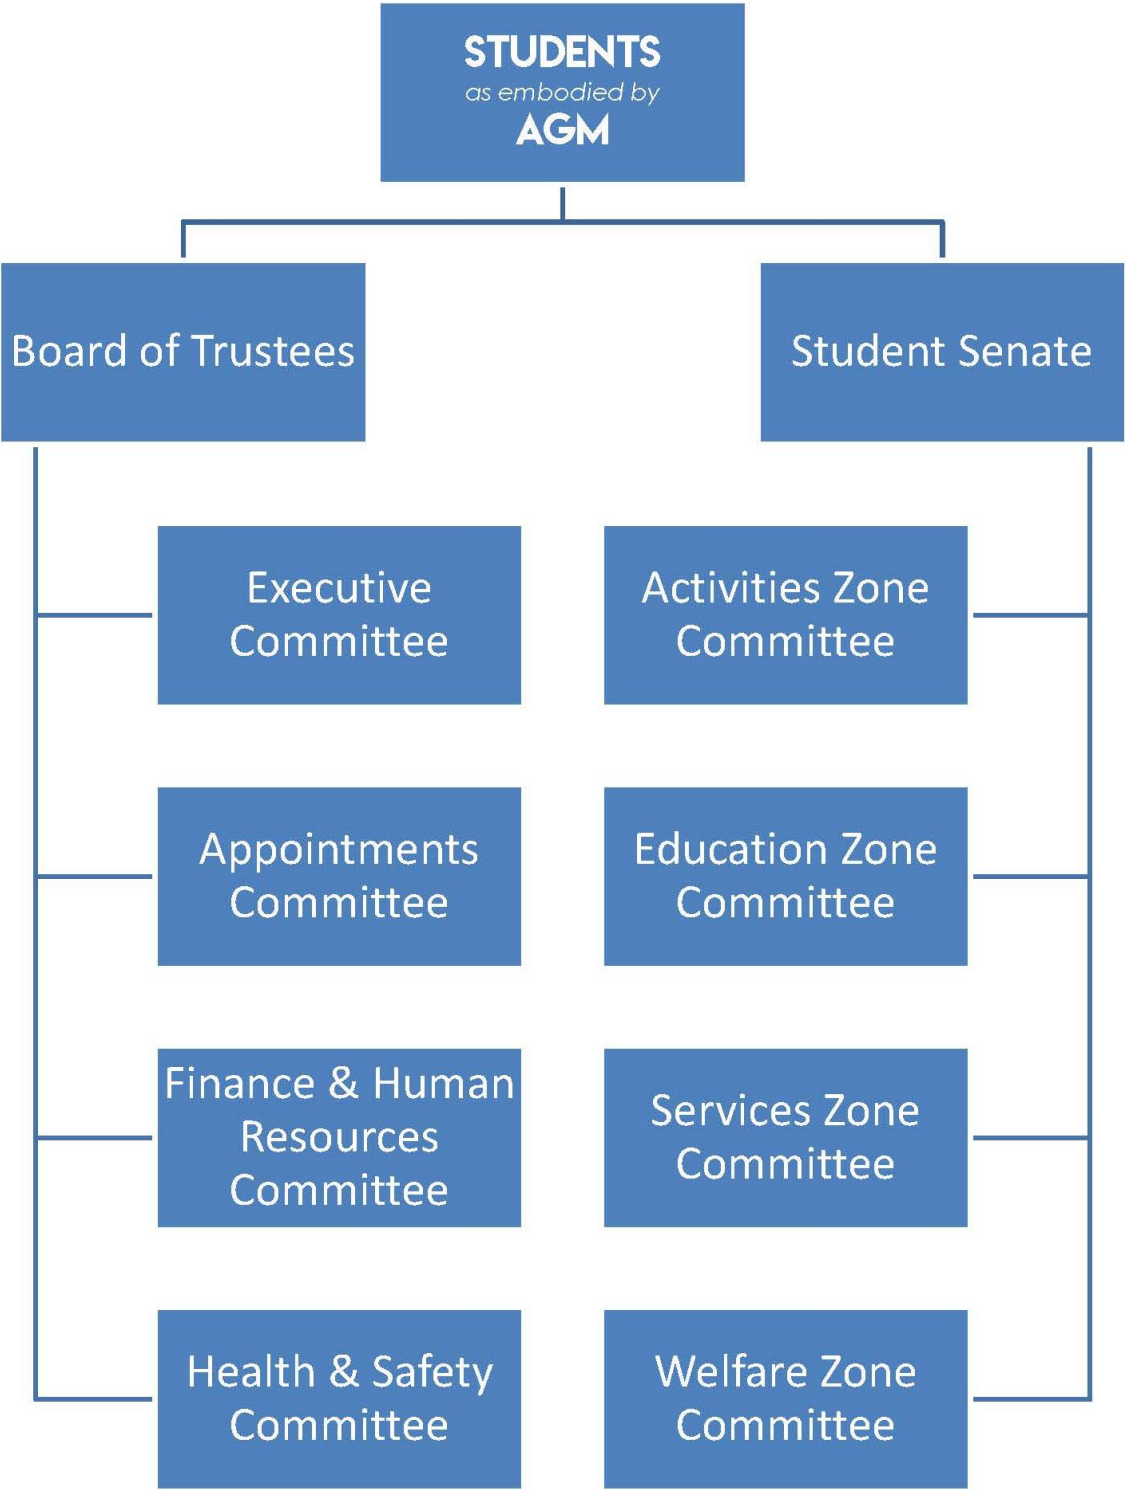 STUDENTS
as embodied by
AGM
Board of Trustees
Student Senate
Executive
Committee
Activities Zone
Committee
Appointments
Committee
Education Zone
Committee
Finance & Human
Resources
Committee
Services Zone
Committee
Health & Safety
Committee
Welfare Zone
Committee